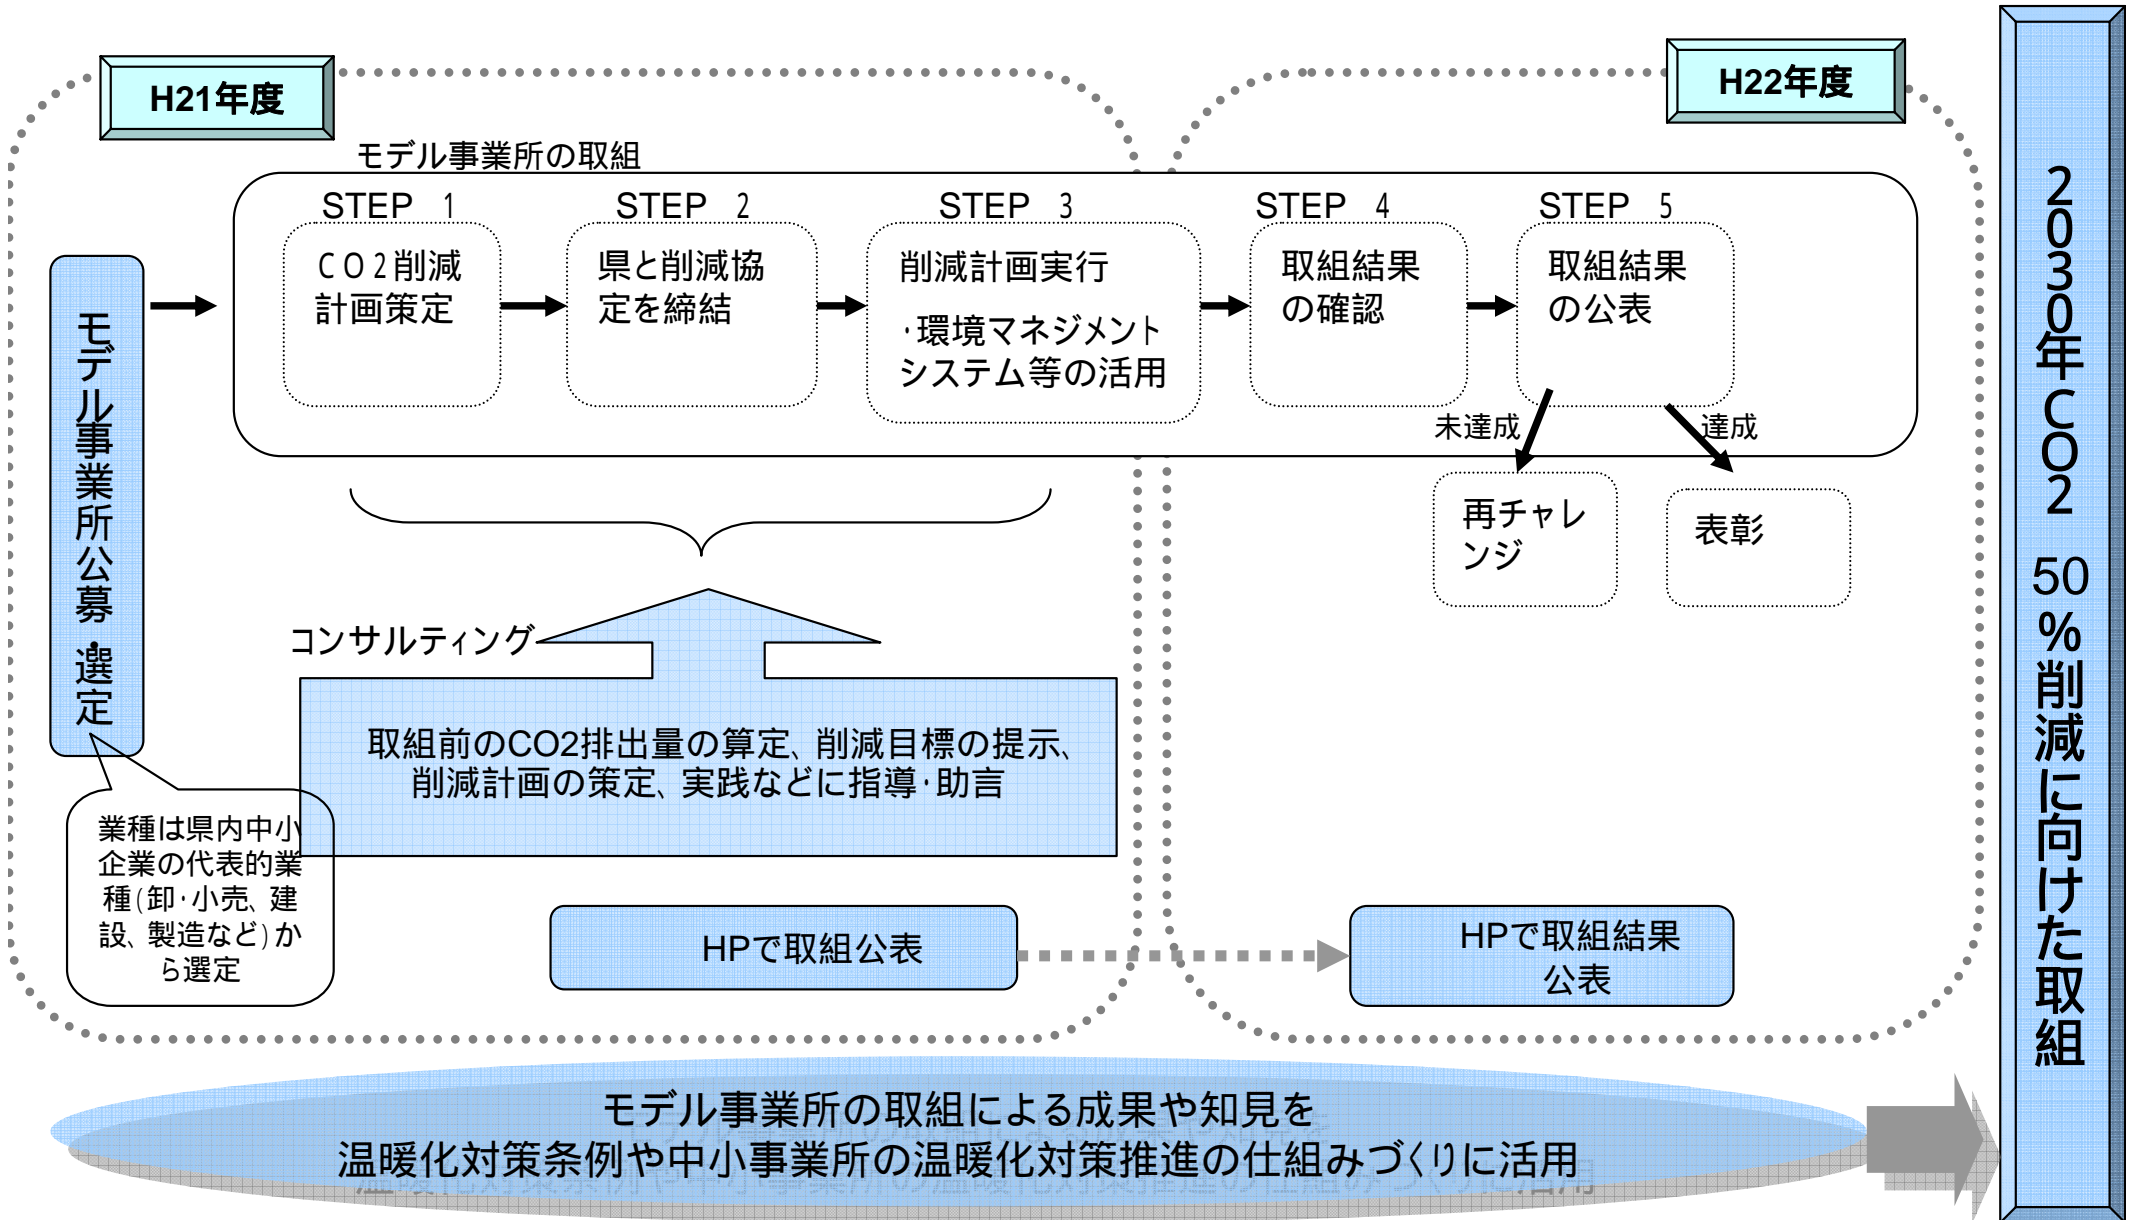 H21年度
H22年度
モデル事業所の取組
STEP　1
STEP　2
STEP　3
STEP　4
STEP　5
CO2削減
計画策定
県と削減協
定を締結
削減計画実行
・環境マネジメント
システム等の活用
取組結果
の確認
取組結果
の公表
未達成
達成
再チャレ
ンジ
表彰
モデル事業所公募・選定
コンサルティング
取組前のCO2排出量の算定、削減目標の提示、
削減計画の策定、実践などに指導・助言
業種は県内中小
企業の代表的業
種(卸・小売、建
設、製造など)か
ら選定
HPで取組公表
HPで取組結果
公表
モデル事業所の取組による成果や知見を
温暖化対策条例や中小事業所の温暖化対策推進の仕組みづくりに活用
2030年CO2　50%削減に向けた取組